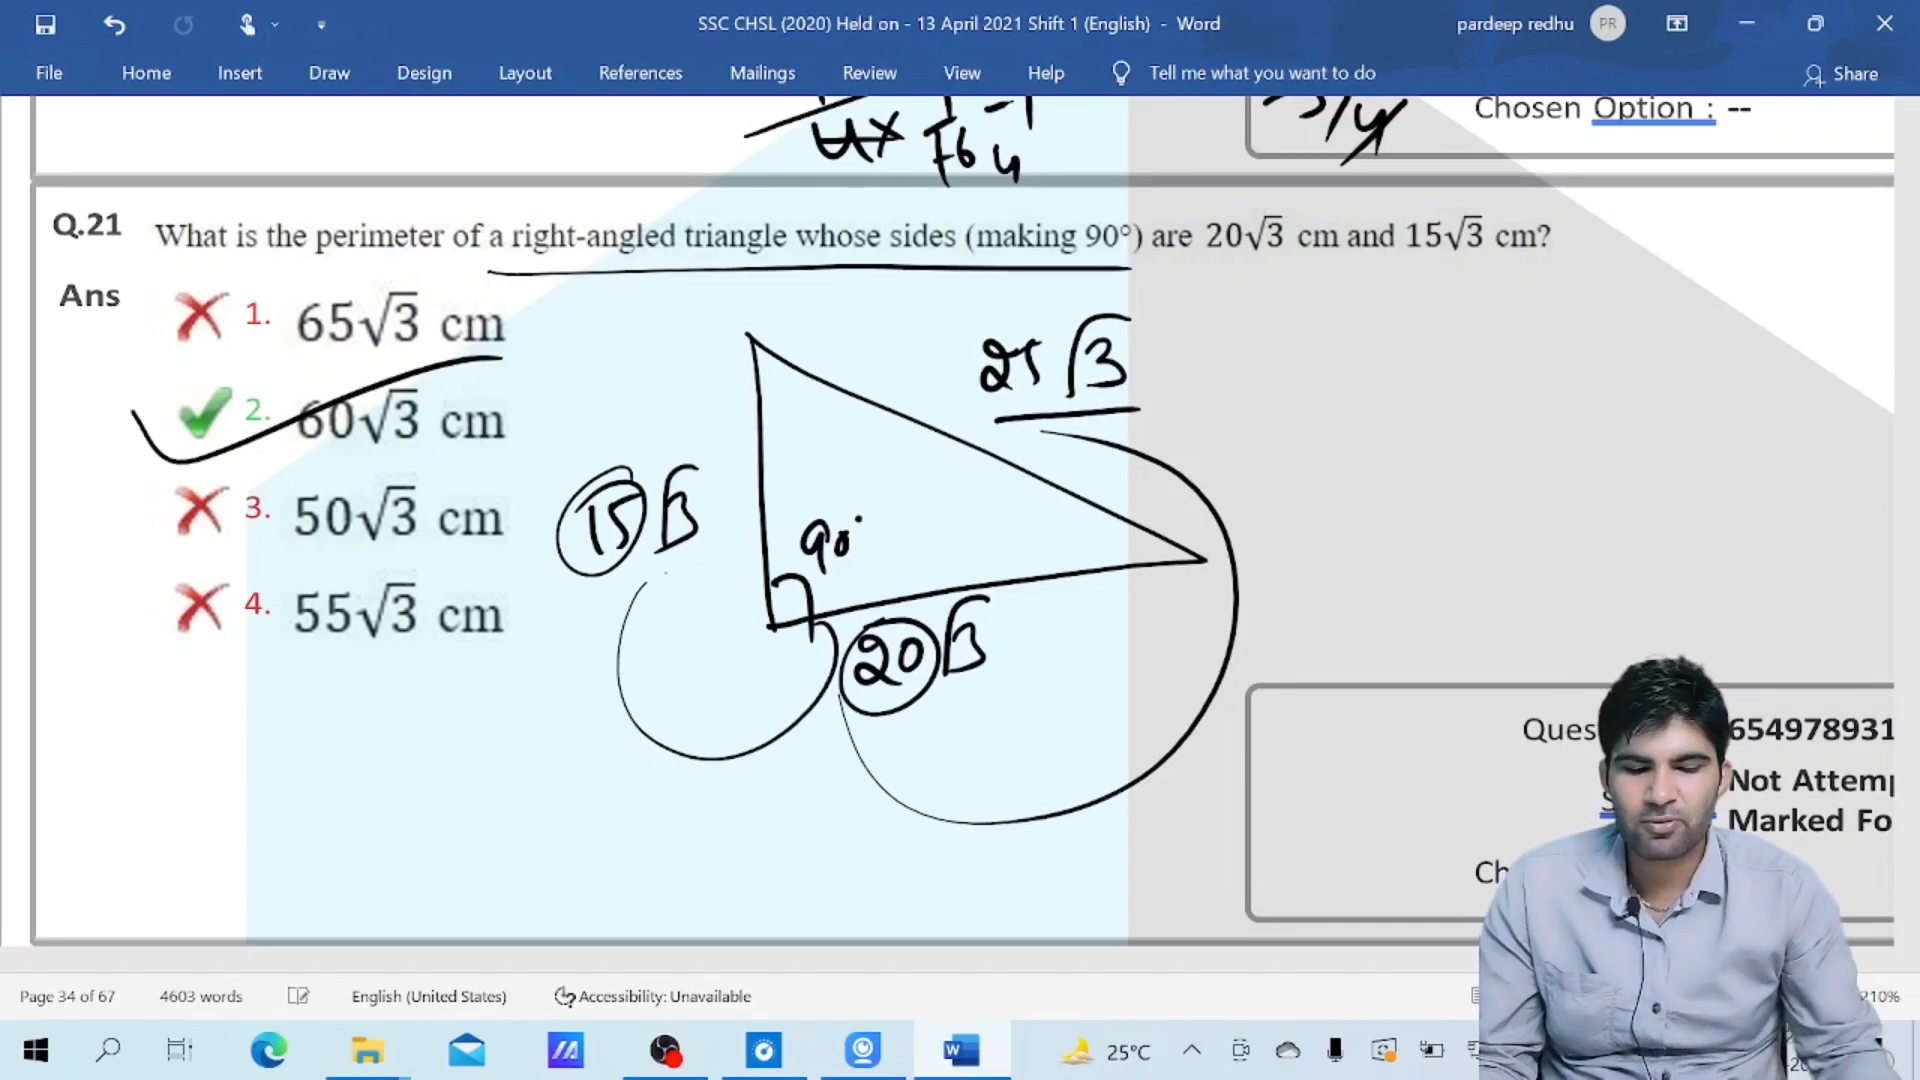 SSC CHSL (2020) Held on - 13 April 2021 Shift 1 (English) - Word
pardeep redhu PR
File Home Insert Draw Design Layout References Mailings Review View Help Tell me what you want to do Share
Chosen Option : --
Q.21 What is the perimeter of a right-angled triangle whose sides (making 90°) are 20√3 cm and 15√3 cm?
Ans
1. 65√3 cm
2. 60√3 cm
3. 50√3 cm
4. 55√3 cm
25√3
15√3
90°
20√3
654978931
Not Attem
Marked Fo
Page 34 of 67 4603 words English (United States) Accessibility: Unavailable 210%
25°C